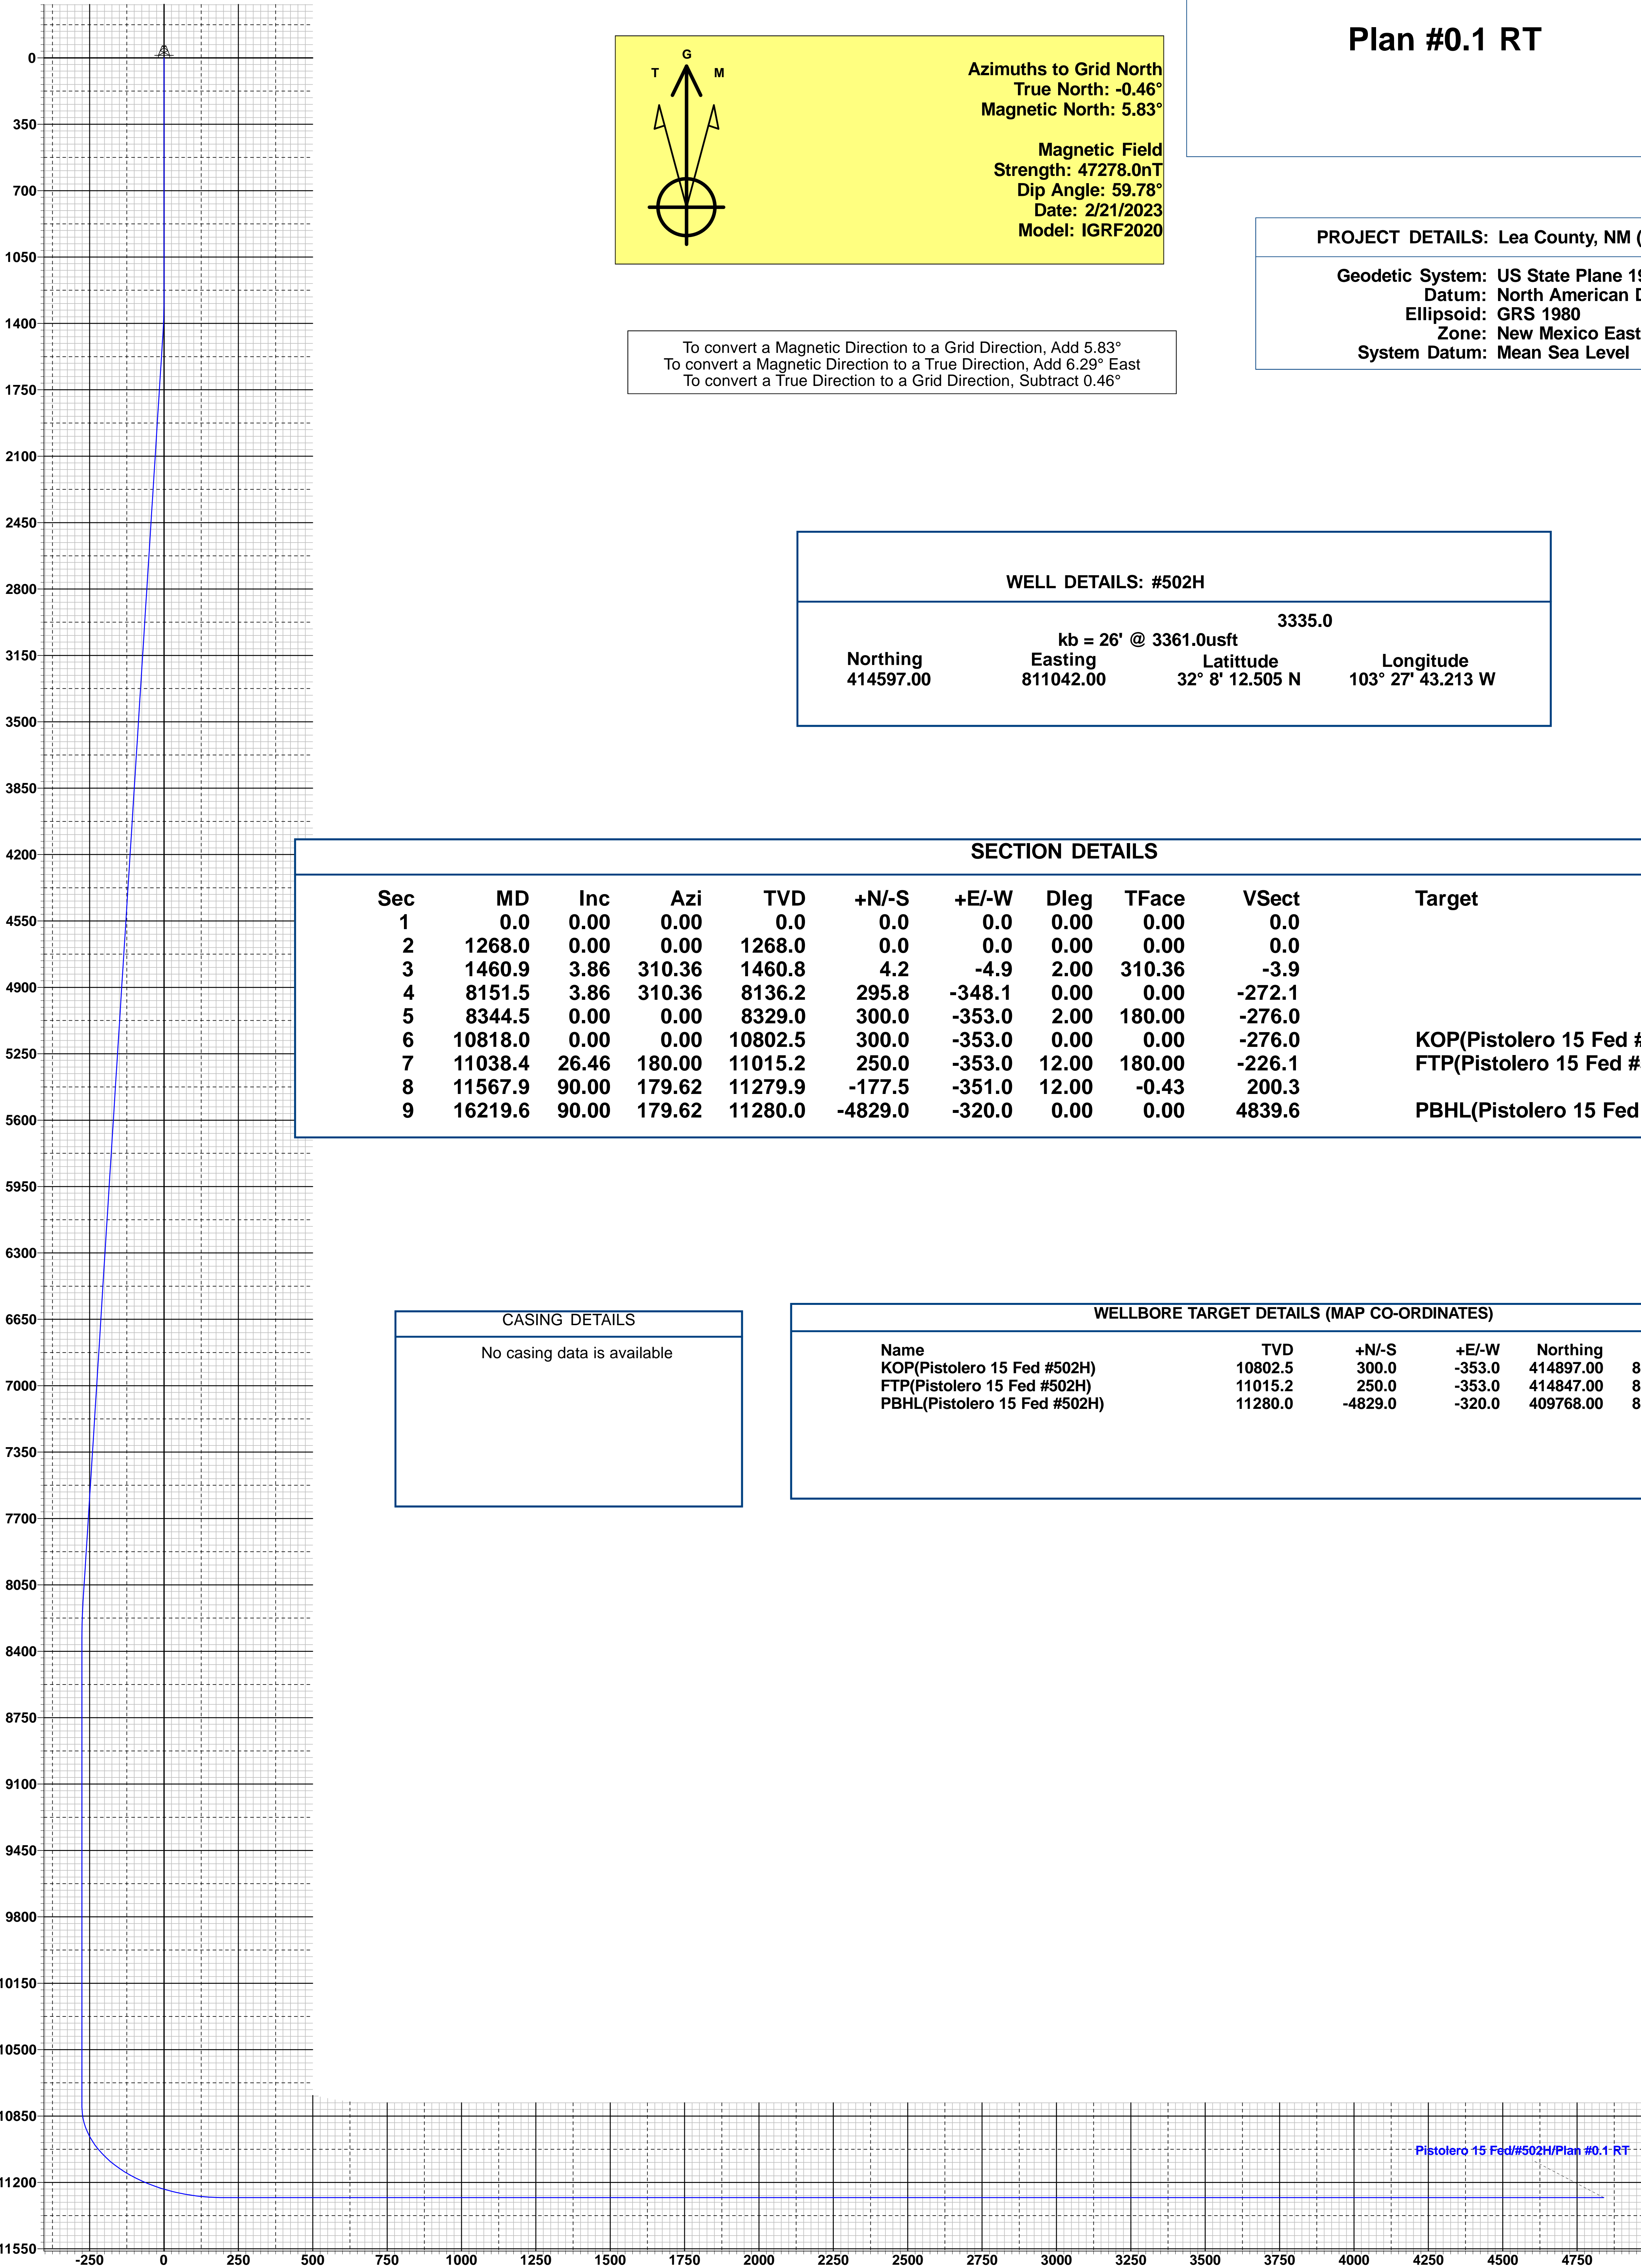 Plan #0.1 RT
G
T M
Azimuths to Grid North
True North: -0.46°
Magnetic North: 5.83°
Magnetic Field
Strength: 47278.0nT
Dip Angle: 59.78°
Date: 2/21/2023
Model: IGRF2020
PROJECT DETAILS: Lea County, NM (
Geodetic System: US State Plane 19
Datum: North American D
Ellipsoid: GRS 1980
Zone: New Mexico East
System Datum: Mean Sea Level
To convert a Magnetic Direction to a Grid Direction, Add 5.83°
To convert a Magnetic Direction to a True Direction, Add 6.29° East
To convert a True Direction to a Grid Direction, Subtract 0.46°
WELL DETAILS: #502H
3335.0
kb = 26' @ 3361.0usft
Northing Easting Latittude Longitude
414597.00 811042.00 32° 8' 12.505 N 103° 27' 43.213 W
SECTION DETAILS
Sec MD Inc Azi TVD +N/-S +E/-W Dleg TFace VSect Target
1 0.0 0.00 0.00 0.0 0.0 0.0 0.00 0.00 0.0
2 1268.0 0.00 0.00 1268.0 0.0 0.0 0.00 0.00 0.0
3 1460.9 3.86 310.36 1460.8 4.2 -4.9 2.00 310.36 -3.9
4 8151.5 3.86 310.36 8136.2 295.8 -348.1 0.00 0.00 -272.1
5 8344.5 0.00 0.00 8329.0 300.0 -353.0 2.00 180.00 -276.0
6 10818.0 0.00 0.00 10802.5 300.0 -353.0 0.00 0.00 -276.0 KOP(Pistolero 15 Fed #
7 11038.4 26.46 180.00 11015.2 250.0 -353.0 12.00 180.00 -226.1 FTP(Pistolero 15 Fed #
8 11567.9 90.00 179.62 11279.9 -177.5 -351.0 12.00 -0.43 200.3
9 16219.6 90.00 179.62 11280.0 -4829.0 -320.0 0.00 0.00 4839.6 PBHL(Pistolero 15 Fed
CASING DETAILS
No casing data is available
WELLBORE TARGET DETAILS (MAP CO-ORDINATES)
Name TVD +N/-S +E/-W Northing
KOP(Pistolero 15 Fed #502H) 10802.5 300.0 -353.0 414897.00 8
FTP(Pistolero 15 Fed #502H) 11015.2 250.0 -353.0 414847.00 8
PBHL(Pistolero 15 Fed #502H) 11280.0 -4829.0 -320.0 409768.00 8
0
350
700
1050
1400
1750
2100
2450
2800
3150
3500
3850
4200
4550
4900
5250
5600
5950
6300
6650
7000
7350
7700
8050
8400
8750
9100
9450
9800
10150
10500
10850
11200
11550
Pistolero 15 Fed/#502H/Plan #0.1 RT
-250 0 250 500 750 1000 1250 1500 1750 2000 2250 2500 2750 3000 3250 3500 3750 4000 4250 4500 4750